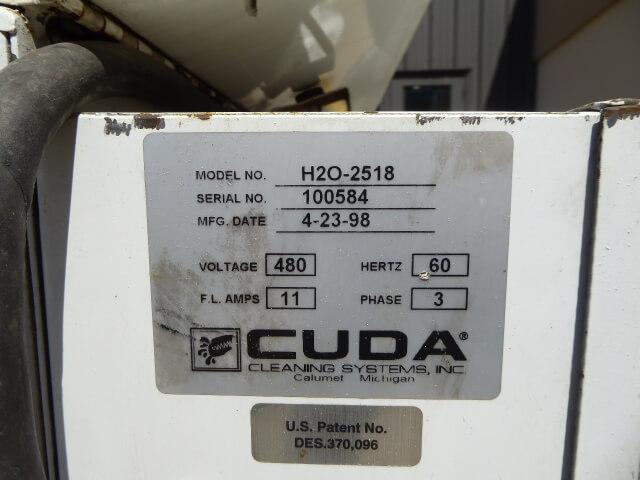 MODEL NO. H2O-2518
SERIAL NO. 100584
MFG. DATE 4-23-98
VOLTAGE 480 HERTZ 60
F.L. AMPS 11 PHASE 3
CUDA®
CLEANING SYSTEMS, INC.
Calumet Michigan
U.S. Patent No.
DES.370,096